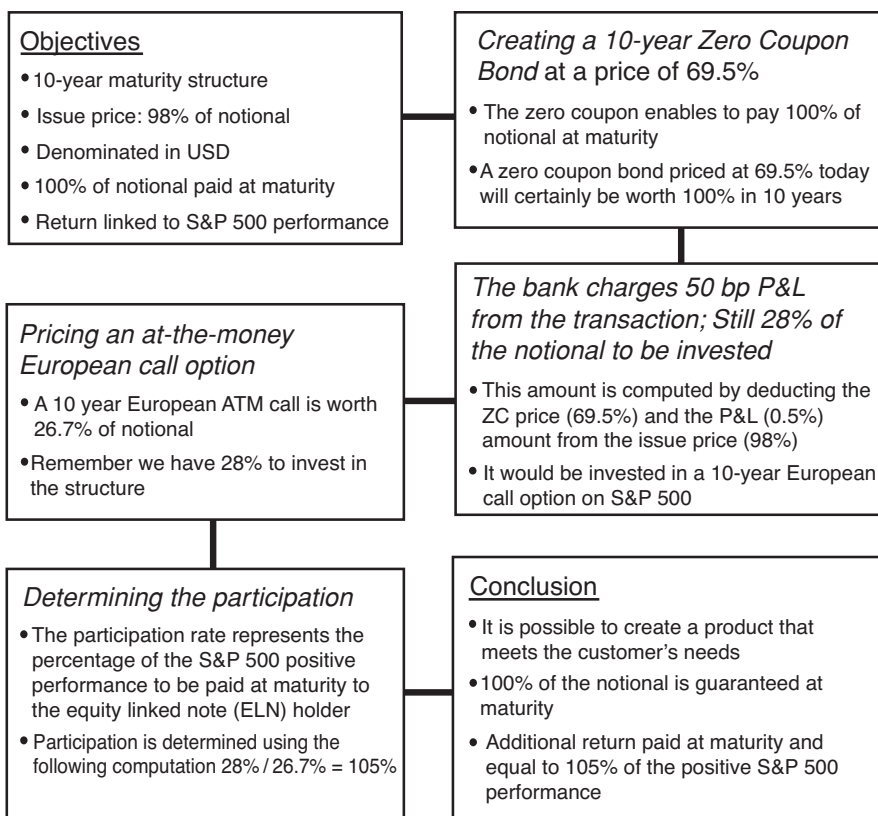 Objectives
• 10-year maturity structure
• Issue price: 98% of notional
• Denominated in USD
• 100% of notional paid at maturity
• Return linked to S&P 500 performance
Creating a 10-year Zero Coupon
Bond at a price of 69.5%
• The zero coupon enables to pay 100% of
notional at maturity
• A zero coupon bond priced at 69.5% today
will certainly be worth 100% in 10 years
The bank charges 50 bp P&L
from the transaction; Still 28% of
the notional to be invested
• This amount is computed by deducting the
ZC price (69.5%) and the P&L (0.5%)
amount from the issue price (98%)
• It would be invested in a 10-year European
call option on S&P 500
Pricing an at-the-money
European call option
• A 10 year European ATM call is worth
26.7% of notional
• Remember we have 28% to invest in
the structure
Determining the participation
• The participation rate represents the
percentage of the S&P 500 positive
performance to be paid at maturity to
the equity linked note (ELN) holder
• Participation is determined using the
following computation 28% / 26.7% = 105%
Conclusion
• It is possible to create a product that
meets the customer's needs
• 100% of the notional is guaranteed at
maturity
• Additional return paid at maturity and
equal to 105% of the positive S&P 500
performance